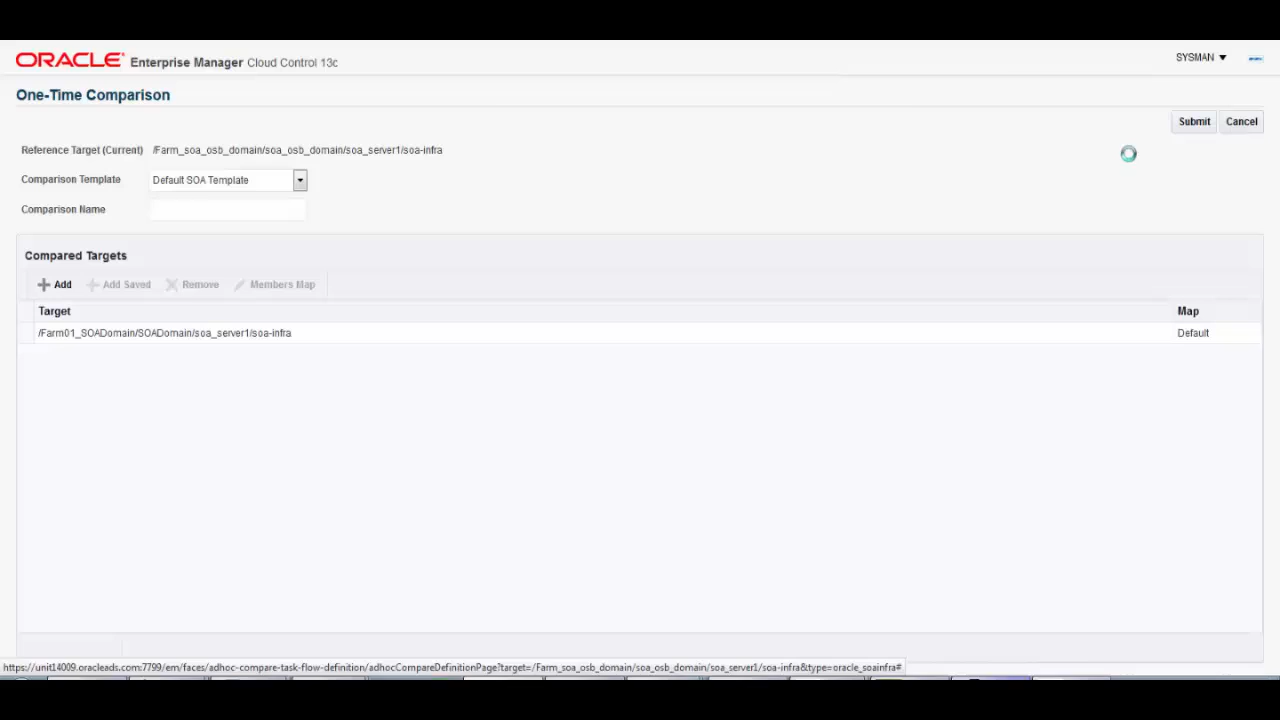 ORACLE Enterprise Manager Cloud Control 13c
SYSMAN
One-Time Comparison
Submit Cancel
Reference Target (Current) /Farm_soa_osb_domain/soa_osb_domain/soa_server1/soa-infra
Comparison Template Default SOA Template
Comparison Name
Compared Targets
Add Add Saved Remove Members Map
Target Map
/Farm01_SOADomain/SOADomain/soa_server1/soa-infra Default
https://unit14009.oracleads.com:7799/em/faces/adhoc-compare-task-flow-definition/adhocCompareDefinitionPage?target=/Farm_soa_osb_domain/soa_osb_domain/soa_server1/soa-infra&type=oracle_soainfra#